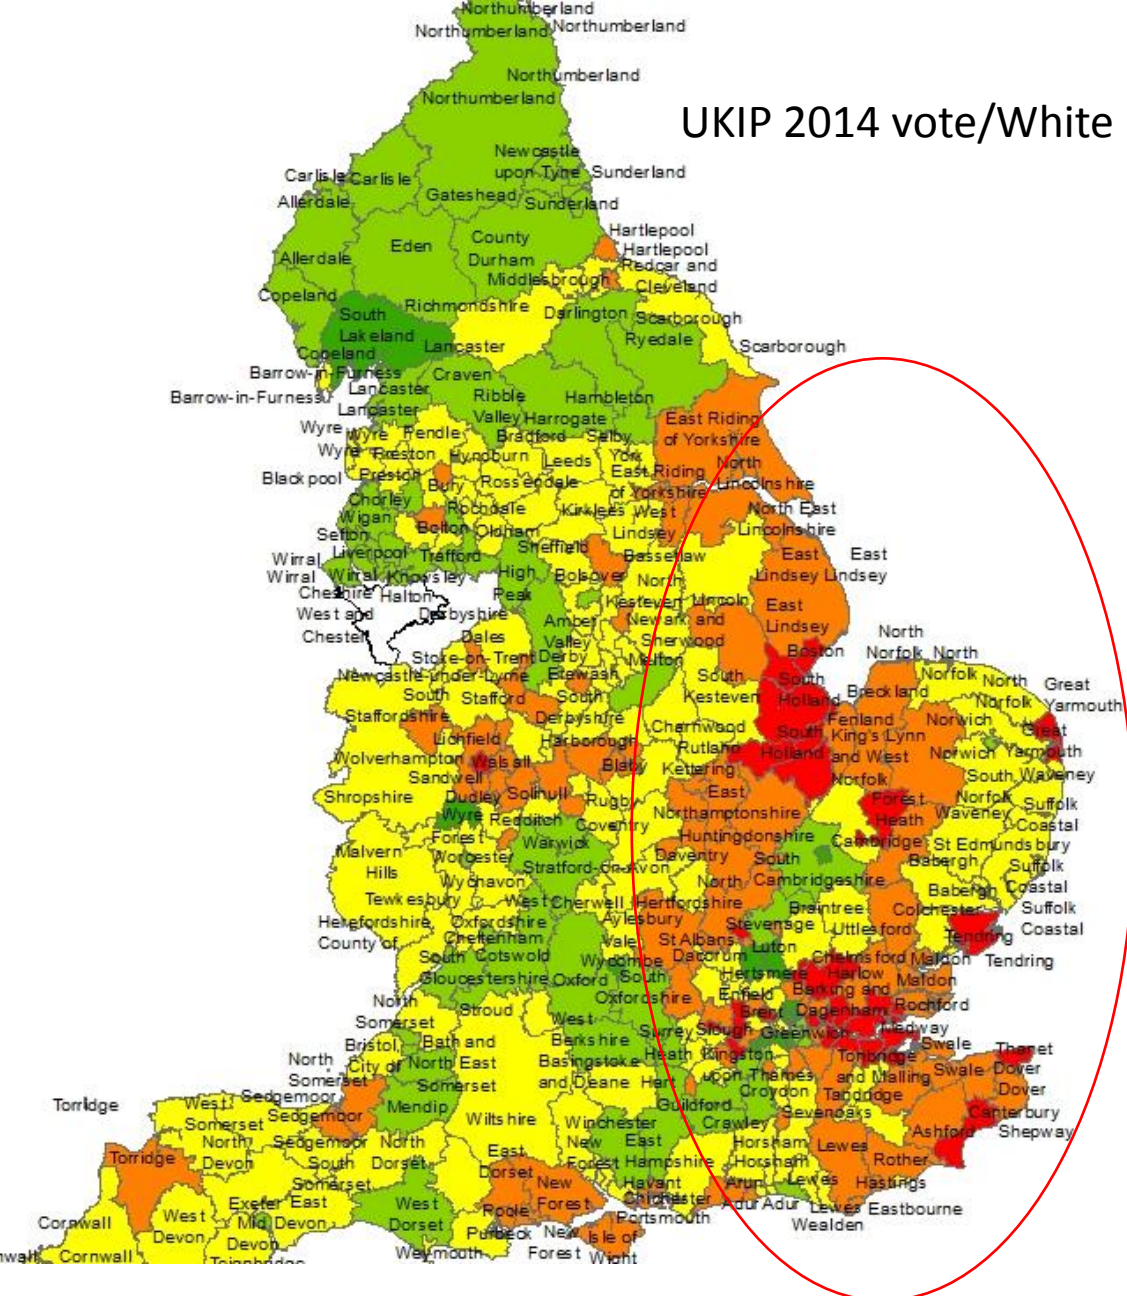 Northumberland
Northumberland
Northumberland
UKIP 2014 vote/White
Northumberland
Northumberland
Newcastle
upon Tyne
Sunderland
Carlisle
Carlisle
Allerdale
Gateshead
Sunderland
Hartlepool
Hartlepool
Eden
County
Durham
Allerdale
Redcar and
Cleveland
Middlesbrough
Copeland
Richmondshire
South
Lakeland
Darlington
Scarborough
Ryedale
Scarborough
Copeland
Lancaster
Barrow-in-Furness
Craven
Barrow-in-Furness
Lancaster
Ribble
Valley
Hambleton
Lancaster
Harrogate
East Riding
of Yorkshire
Wyre
Wyre
Pendle
Bradford
Selby
Wyre
Preston
Hyndburn
Leeds
York
East Riding
of Yorkshire
North
Lincolnshire
Blackpool
Preston
Bury
Rossendale
Chorley
Rochdale
Kirklees
West
Lindsey
North East
Lincolnshire
Wigan
Bolton
Oldham
Sefton
Sheffield
Liverpool
Trafford
Bassetlaw
East
Lindsey
East
Lindsey
Wirral
Wirral
Wirral
Knowsley
High
Peak
Bolsover
North
Kesteven
Lincoln
Cheshire
West and
Chester
Halton
Derbyshire
Dales
Amber
Valley
Newark and
Sherwood
East
Lindsey
Stoke-on-Trent
Derby
Melton
Boston
North
Norfolk
North
Norfolk
Newcastle-under-Lyme
Erewash
South
Kesteven
South
Holland
Breckland
North
Norfolk
Great
Yarmouth
South
Staffordshire
Stafford
South
Derbyshire
Charnwood
Fenland
Norwich
Great
Yarmouth
Lichfield
Harborough
Rutland
South
Holland
King's Lynn
and West
Norfolk
Norwich
Wolverhampton
Walsall
Blaby
Kettering
Sandwell
South
Norfolk
Waveney
Shropshire
Dudley
Solihull
Rugby
East
Northamptonshire
Forest
Heath
Waveney
Suffolk
Coastal
Wyre
Forest
Redditch
Coventry
Huntingdonshire
Cambridge
St Edmundsbury
Malvern
Hills
Worcester
Warwick
Daventry
South
Cambridgeshire
Babergh
Suffolk
Coastal
Wychavon
Stratford-on-Avon
North
Hertfordshire
Babergh
Tewkesbury
West
Oxfordshire
Cherwell
Aylesbury
Vale
Braintree
Colchester
Suffolk
Coastal
Herefordshire,
County of
Cheltenham
Stevenage
Uttlesford
Tendring
Tendring
St Albans
Luton
South
Gloucestershire
Cotswold
Wycombe
Dacorum
Chelmsford
Maldon
Oxford
South
Oxfordshire
Hertsmere
Harlow
Maldon
North
Somerset
Stroud
Enfield
Barking and
Dagenham
Rochford
Bristol,
City of
Bath and
North East
Somerset
West
Berkshire
Surrey
Heath
Slough
Brent
Greenwich
Medway
Swale
Thanet
North
Somerset
Basingstoke
and Deane
Hart
Kingston
upon Thames
Tonbridge
and Malling
Swale
Dover
Dover
Torridge
West
Somerset
Sedgemoor
Sedgemoor
Mendip
Wiltshire
Guildford
Croydon
Tandridge
Sevenoaks
Canterbury
Winchester
Crawley
Ashford
Shepway
North
Devon
Sedgemoor
North
Dorset
New
Forest
East
Hampshire
Horsham
Horsham
Lewes
Torridge
South
Somerset
East
Dorset
Rother
New
Forest
Havant
Chichester
Arun
Lewes
Hastings
Exeter
East
Devon
West
Dorset
Adur
Adur
Lewes
Eastbourne
Poole
Portsmouth
Wealden
Cornwall
West
Devon
Mid
Devon
Purbeck
New
Forest
Isle of
Wight
Cornwall
Weymouth